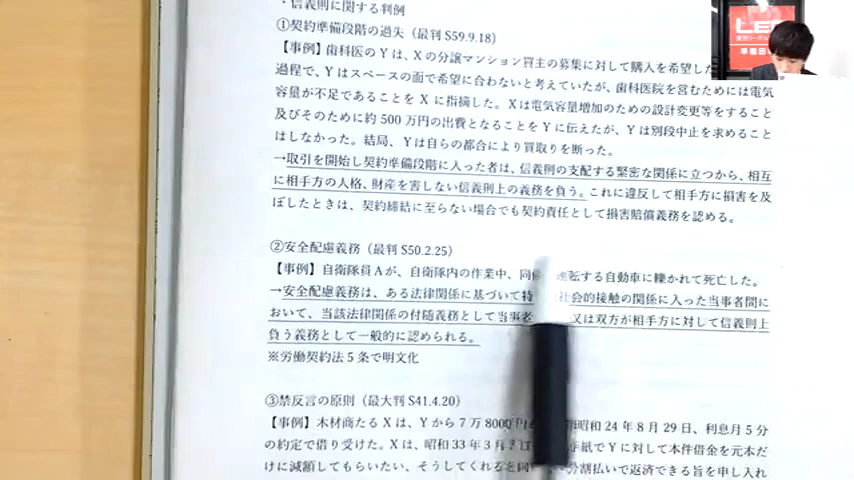 ・信義則に関する判例
①契約準備段階の過失（最判 S59.9.18）
【事例】歯科医の Y は、X の分譲マンション買主の募集に対して購入を希望した
過程で、Y はスペースの面で希望に合わないと考えていたが、歯科医院を営むためには電気
容量が不足であることを X に指摘した。X は電気容量増加のための設計変更等をすること
及びそのために約 500 万円の出費となることを Y に伝えたが、Y は別段中止を求めること
はしなかった。結局、Y は自らの都合により買取りを断った。
→取引を開始し契約準備段階に入った者は、信義則の支配する緊密な関係に立つから、相互
に相手方の人格、財産を害しない信義則上の義務を負う。これに違反して相手方に損害を及
ぼしたときは、契約締結に至らない場合でも契約責任として損害賠償義務を認める。
②安全配慮義務（最判 S50.2.25）
【事例】自衛隊員 A が、自衛隊内の作業中、同僚 運転する自動車に轢かれて死亡した。
→安全配慮義務は、ある法律関係に基づいて特 社会的接触の関係に入った当事者間に
おいて、当該法律関係の付随義務として当事者 又は双方が相手方に対して信義則上
負う義務として一般的に認められる。
※労働契約法 5 条で明文化
③禁反言の原則（最大判 S41.4.20）
【事例】木材商たる X は、Y から 7 万 8000 昭和 24 年 8 月 29 日、利息月 5 分
の約定で借り受けた。X は、昭和 33 年 3 月 手紙で Y に対して本件借金を元本だ
けに減額してもらいたい、そうしてくれると 分割払いで返済できる旨を申し入れ
LEC